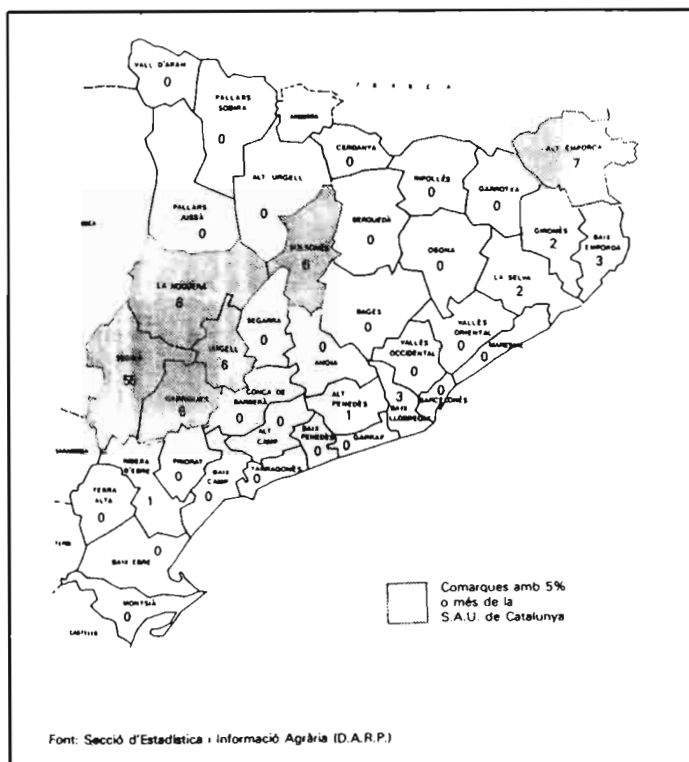 FRANÇA
VALL D'ARAN
0
PALLARS
SOBIRÀ
0
ANDORRA
CERDANYA
0
ALT EMPORDÀ
7
RIPOLLÈS
0
GARROTXA
0
ALT URGELL
0
PALLARS
JUSSÀ
0
BERGUEDÀ
0
GIRONÈS
2
BAIX
EMPORDÀ
3
SOLSONÈS
6
OSONA
0
LA SELVA
2
LA NOGUERA
8
SEGARRA
0
BAGES
0
VALLÈS
ORIENTAL
0
MARESME
0
VALLÈS
OCCIDENTAL
0
URGELL
6
ANOIA
0
SEGRIÀ
55
GARRIGUES
6
CONCA DE
BARBERÀ
0
ALT
PENEDÈS
1
3
BAIX
LLOBREGAT
BARCELONÈS
0
ALT
CAMP
0
BAIX
PENEDÈS
0
GARRAF
0
RIBERA
D'EBRE
1
PRIORAT
0
BAIX
CAMP
0
TARRAGONÈS
0
TERRA
ALTA
0
BAIX EBRE
0
MONTSIÀ
0
CASTELLÓ
Comarques amb 5%
o més de la
S.A.U. de Catalunya
Font: Secció d'Estadística i Informació Agrària (D.A.R.P.)